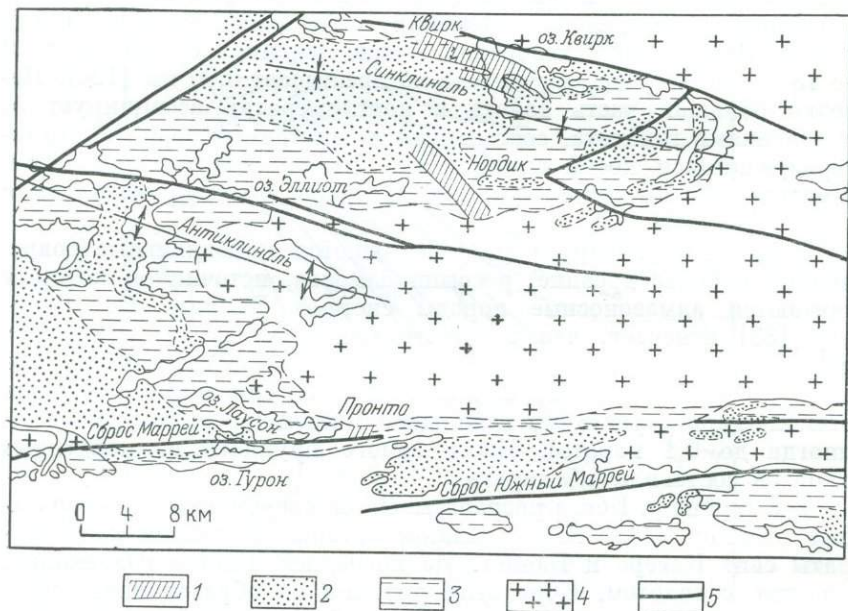 Квирк
оз. Квирк
Синклиналь
Нордик
оз. Эллиот
Антиклиналь
оз. Лаусон
Пронто
Сброс Маррей
оз. Гурон
Сброс Южный Маррей
0 4 8 км
1 2 3 4 5